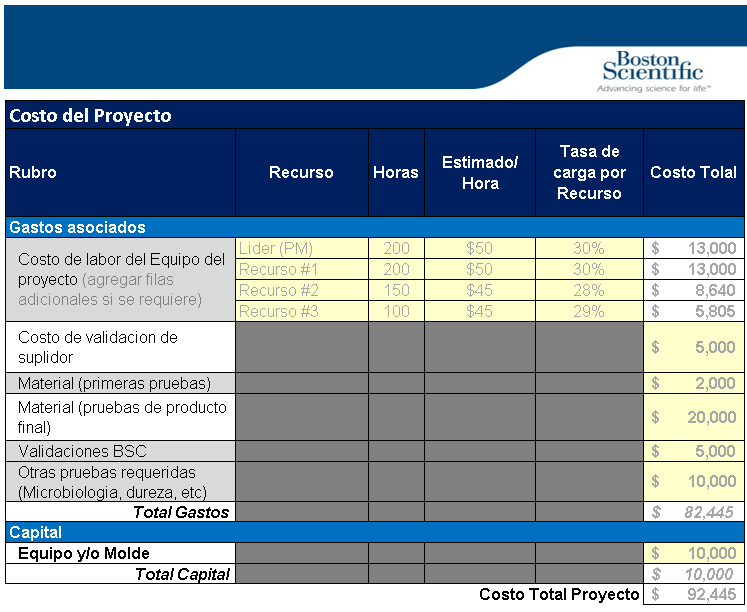 Boston
Scientific
Advancing science for life™
Costo del Proyecto
Rubro Recurso Horas Estimado/ Hora Tasa de carga por Recurso Costo Tolal
Gastos asociados
Costo de labor del Equipo del
proyecto (agregar filas
adicionales si se requiere)
Lider (PM) 200 $50 30% $ 13,000
Recurso #1 200 $50 30% $ 13,000
Recurso #2 150 $45 28% $ 8,640
Recurso #3 100 $45 29% $ 5,805
Costo de validacion de
suplidor $ 5,000
Material (primeras pruebas) $ 2,000
Material (pruebas de producto
final) $ 20,000
Validaciones BSC $ 5,000
Otras pruebas requeridas
(Microbiologia, dureza, etc) $ 10,000
Total Gastos $ 82,445
Capital
Equipo y/o Molde $ 10,000
Total Capital $ 10,000
Costo Total Proyecto $ 92,445